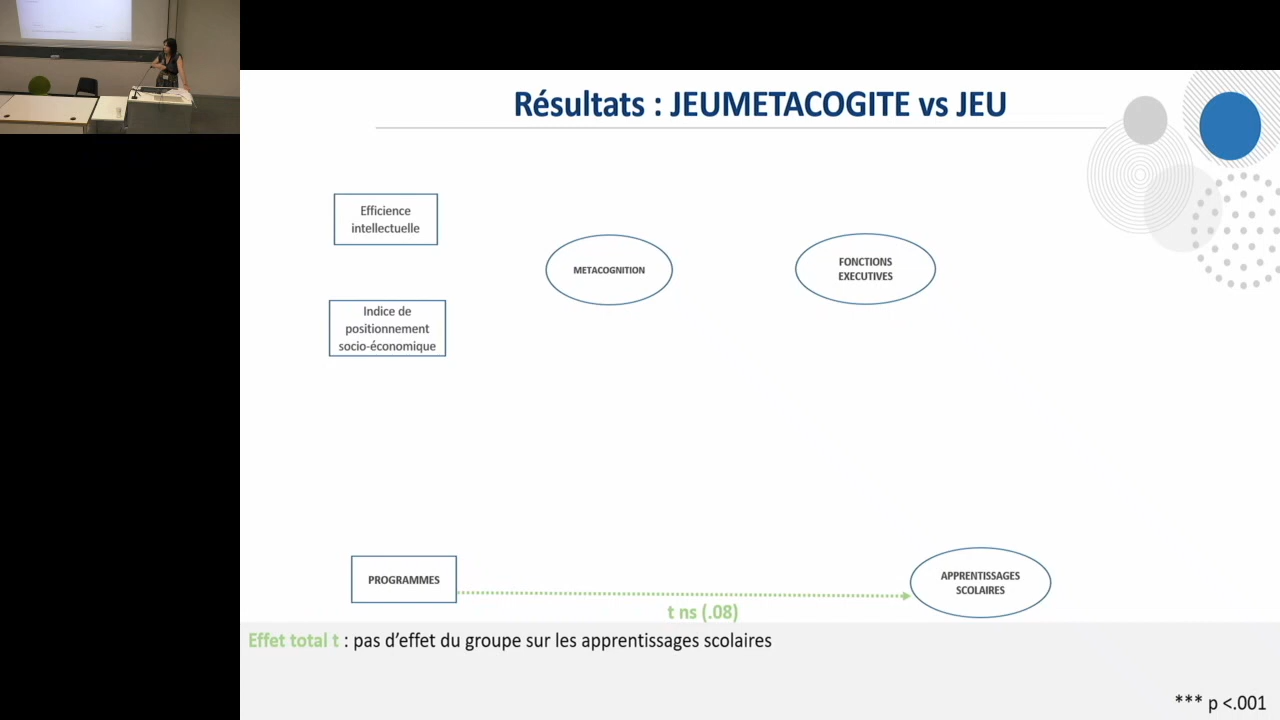 Résultats : JEUMETACOGITE vs JEU
Efficience
intellectuelle
METACOGNITION
FONCTIONS
EXECUTIVES
Indice de
positionnement
socio-économique
PROGRAMMES
APPRENTISSAGES
SCOLAIRES
t ns (.08)
Effet total t : pas d'effet du groupe sur les apprentissages scolaires
*** p <.001